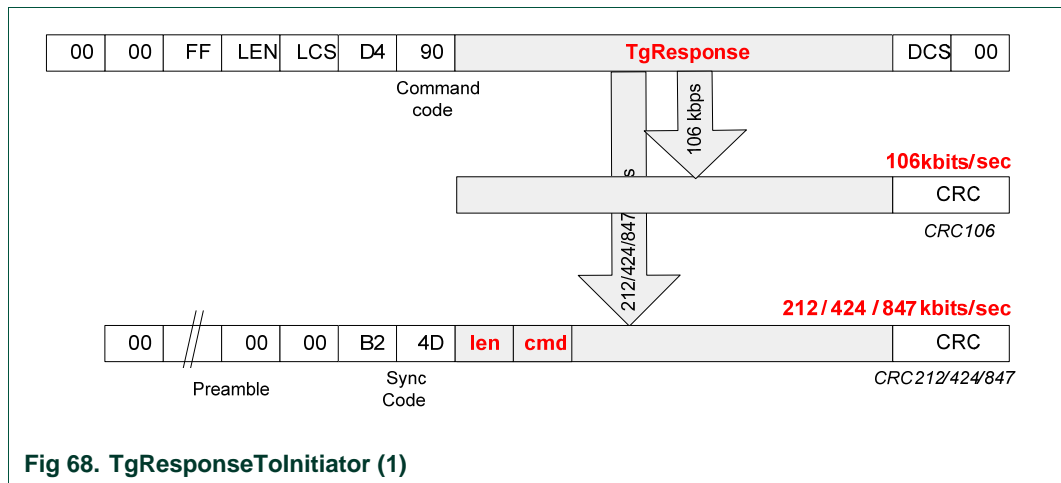 00 00 FF LEN LCS D4 90 TgResponse DCS 00
Command
code
106 kbps
106kbits/sec
CRC
CRC106
212/424/847 s
212 / 424 / 847 kbits/sec
00 00 00 B2 4D len cmd CRC
Preamble
Sync
Code
CRC212/424/847
Fig 68. TgResponseToInitiator (1)